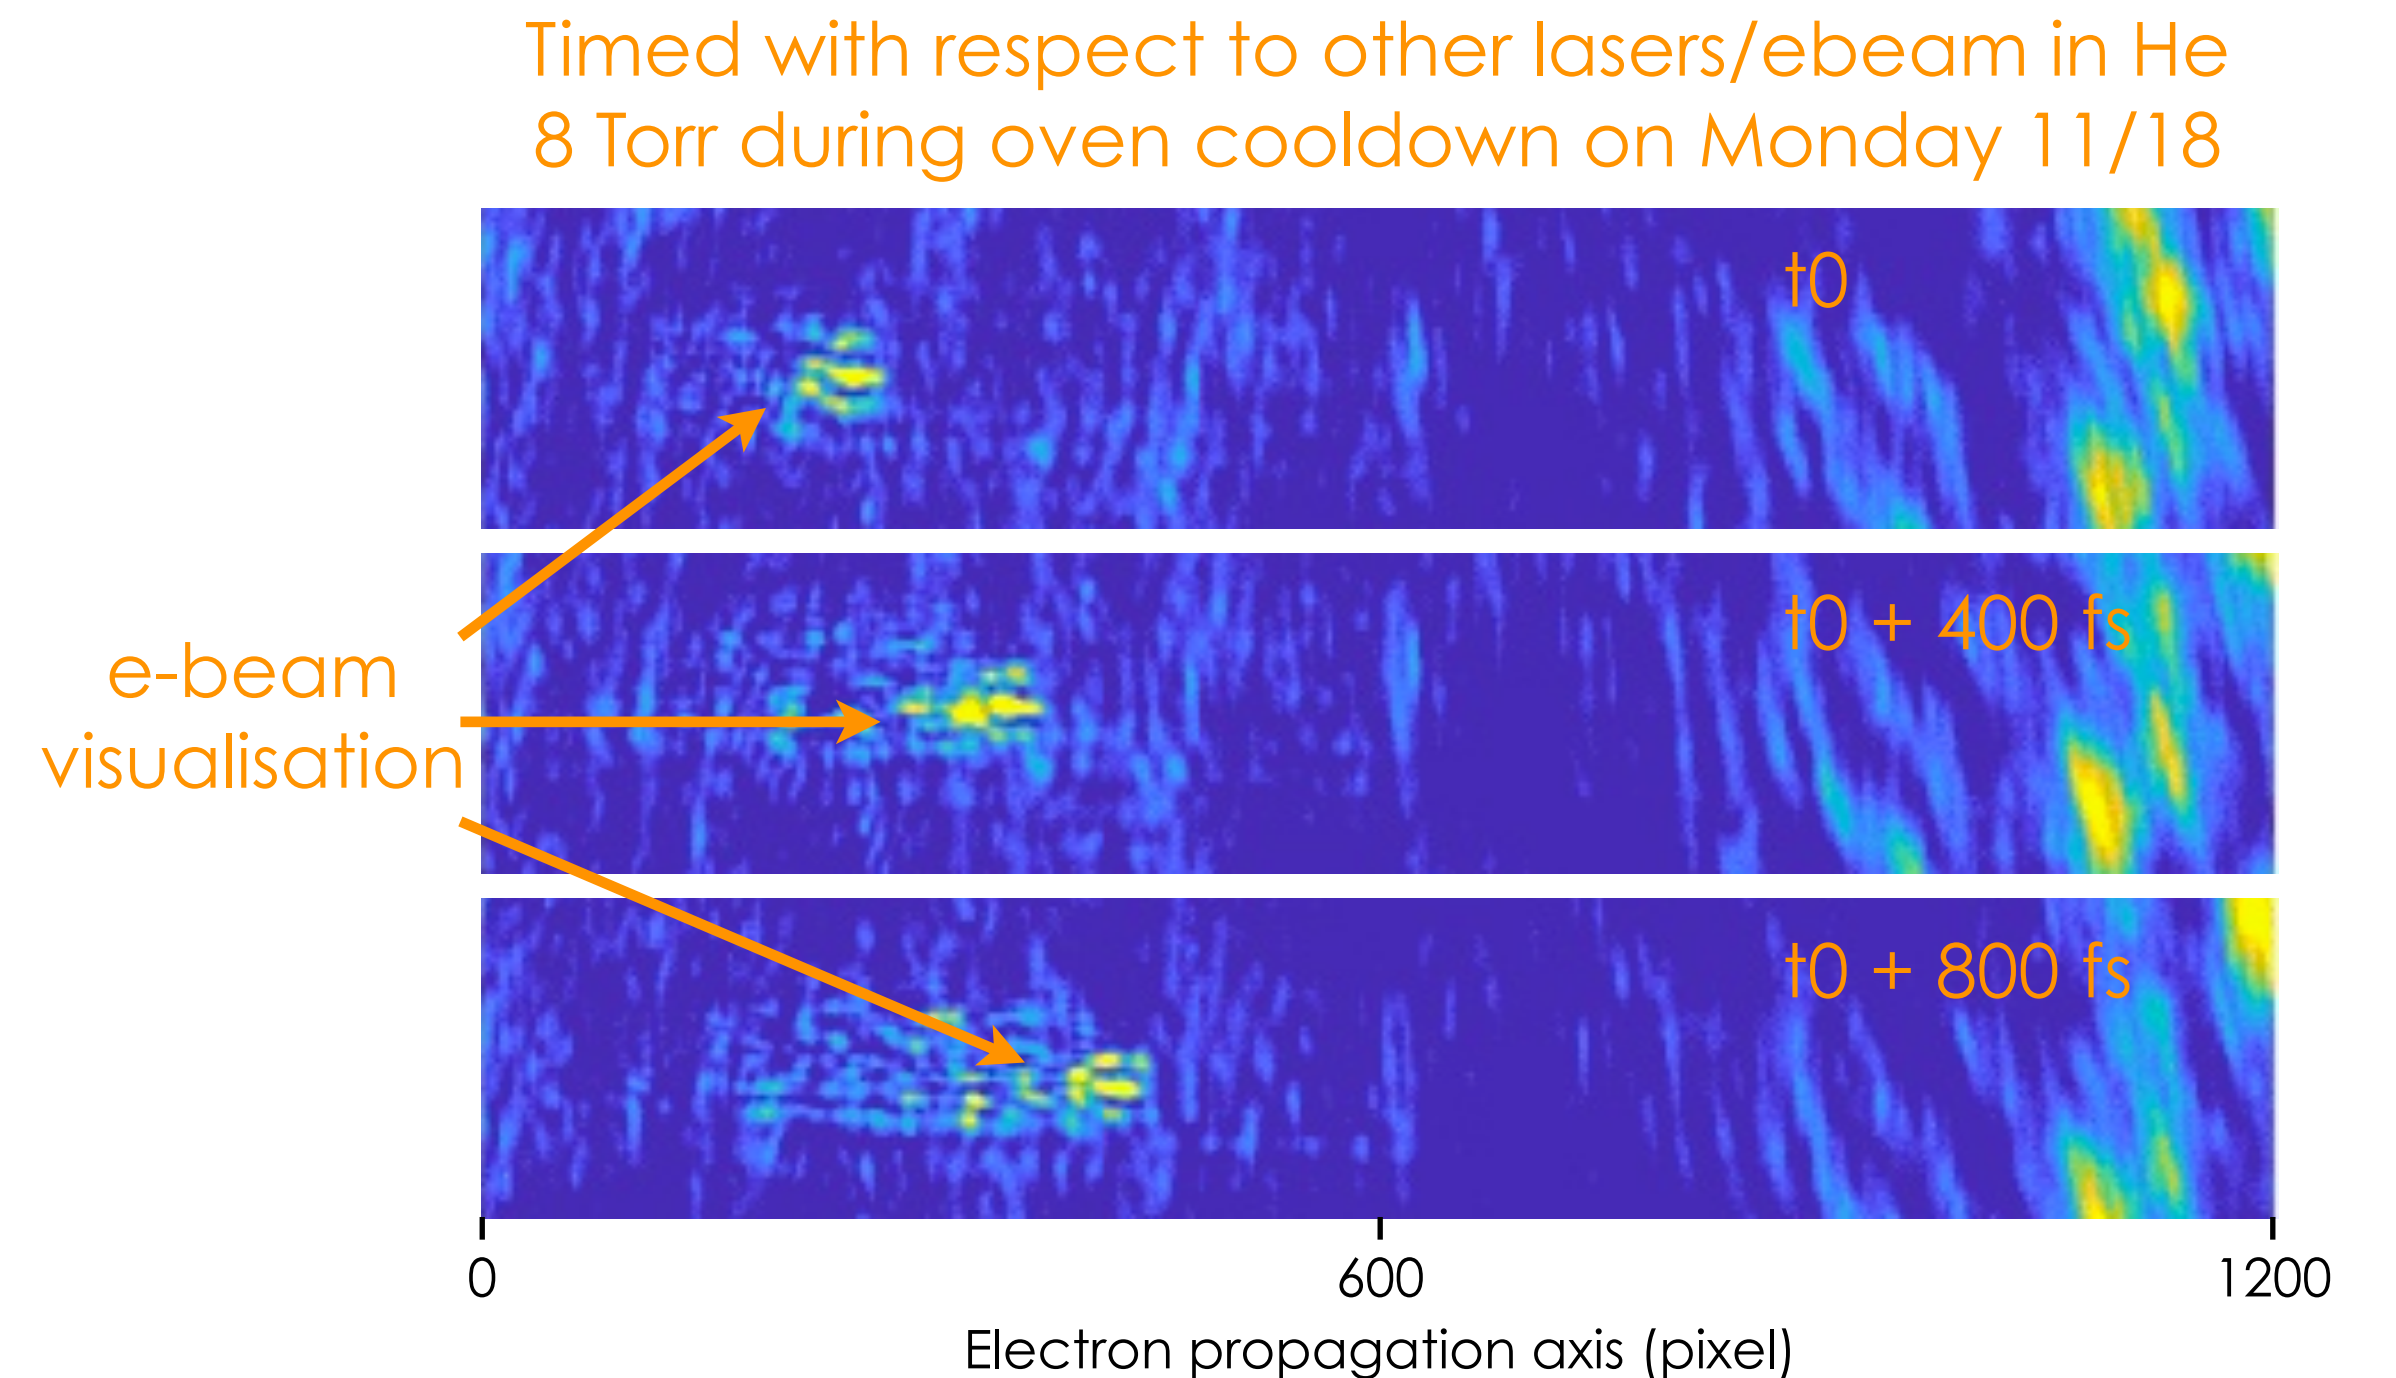 Timed with respect to other lasers/ebeam in He
8 Torr during oven cooldown on Monday 11/18
t0
t0 + 400 fs
e-beam
visualisation
t0 + 800 fs
0
600
1200
Electron propagation axis (pixel)